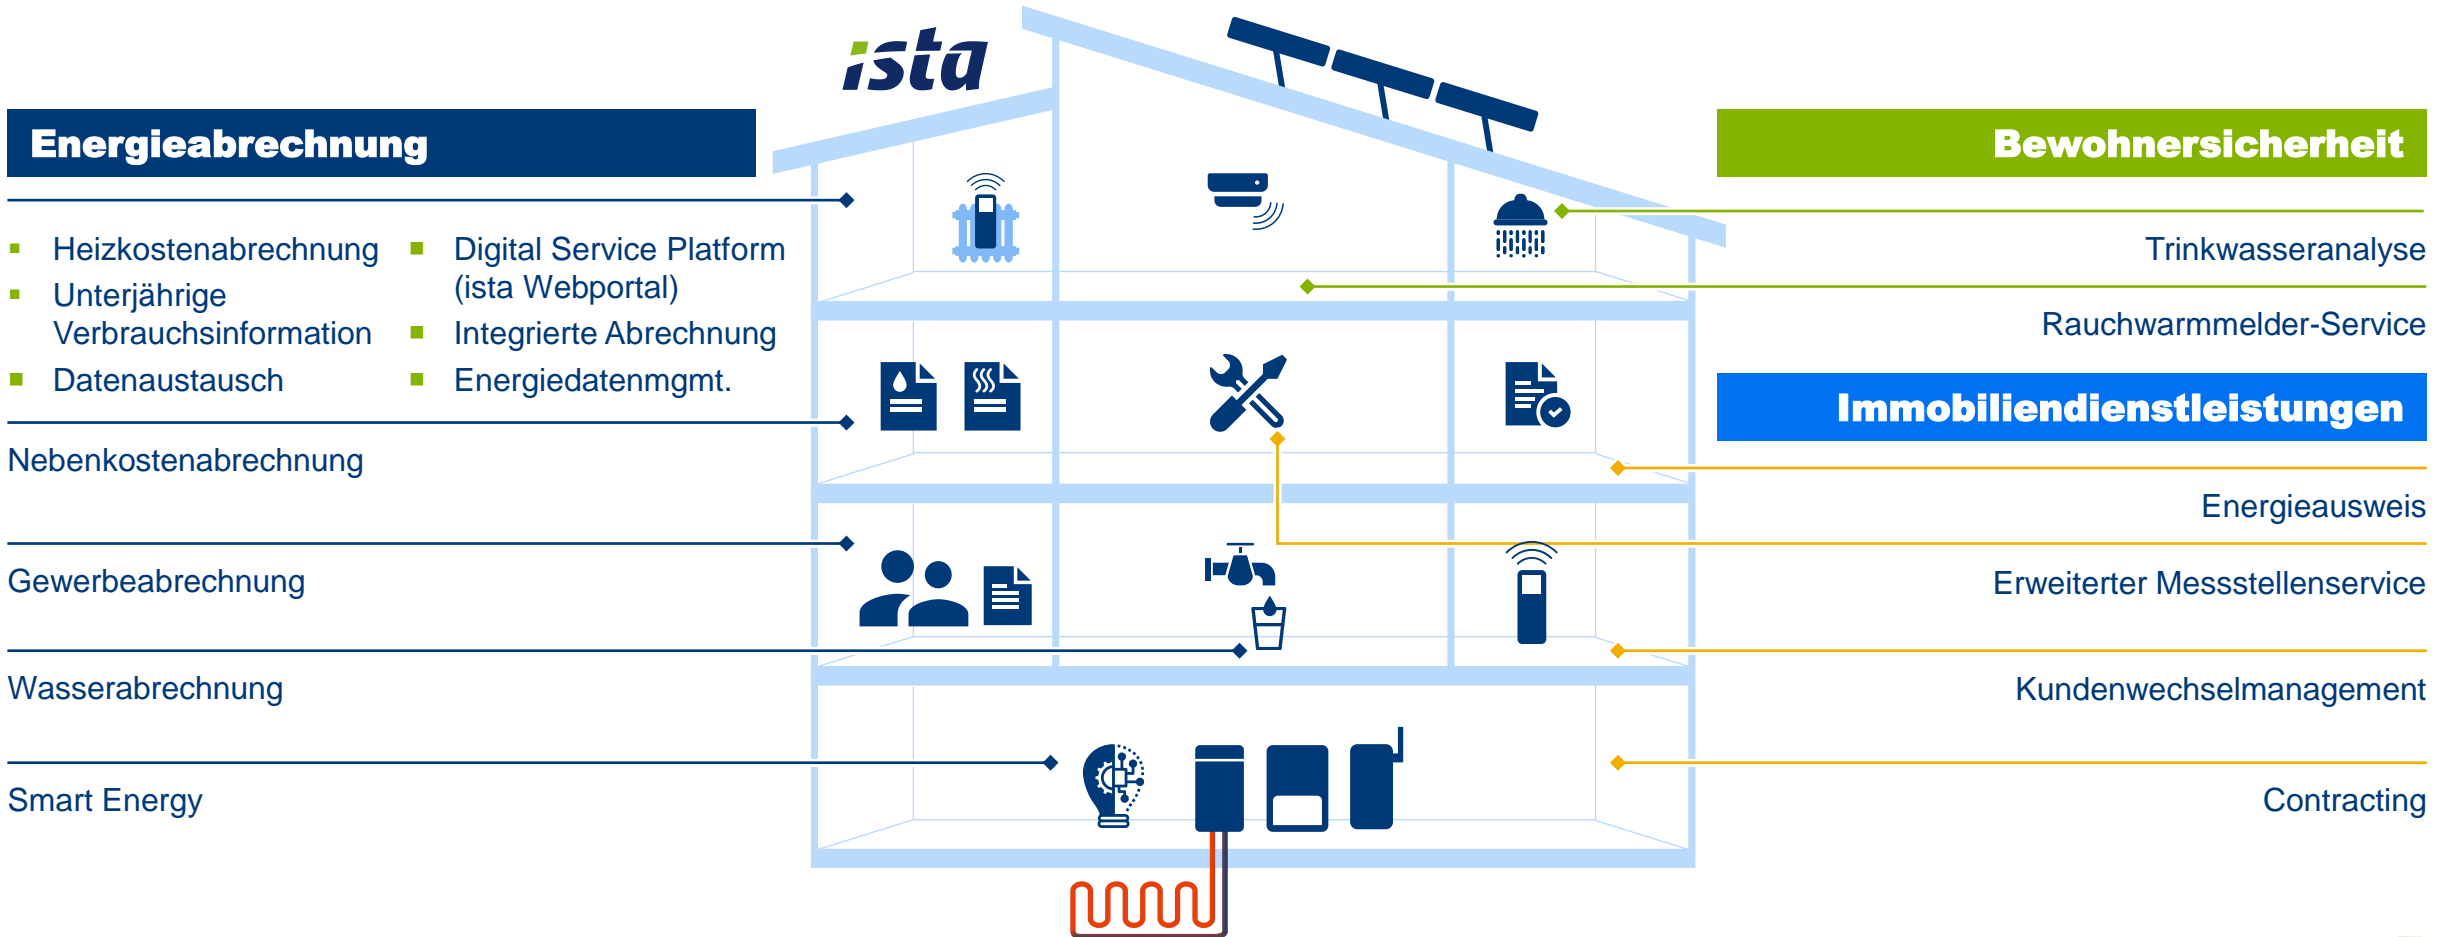 ista
Energieabrechnung
Heizkostenabrechnung
Unterjährige
Verbrauchsinformation
Datenaustausch
Digital Service Platform
(ista Webportal)
Integrierte Abrechnung
Energiedatenmgmt.
Nebenkostenabrechnung
Gewerbeabrechnung
Wasserabrechnung
Smart Energy
Bewohnersicherheit
Trinkwasseranalyse
Rauchwarmmelder-Service
Immobiliendienstleistungen
Energieausweis
Erweiterter Messstellenservice
Kundenwechselmanagement
Contracting